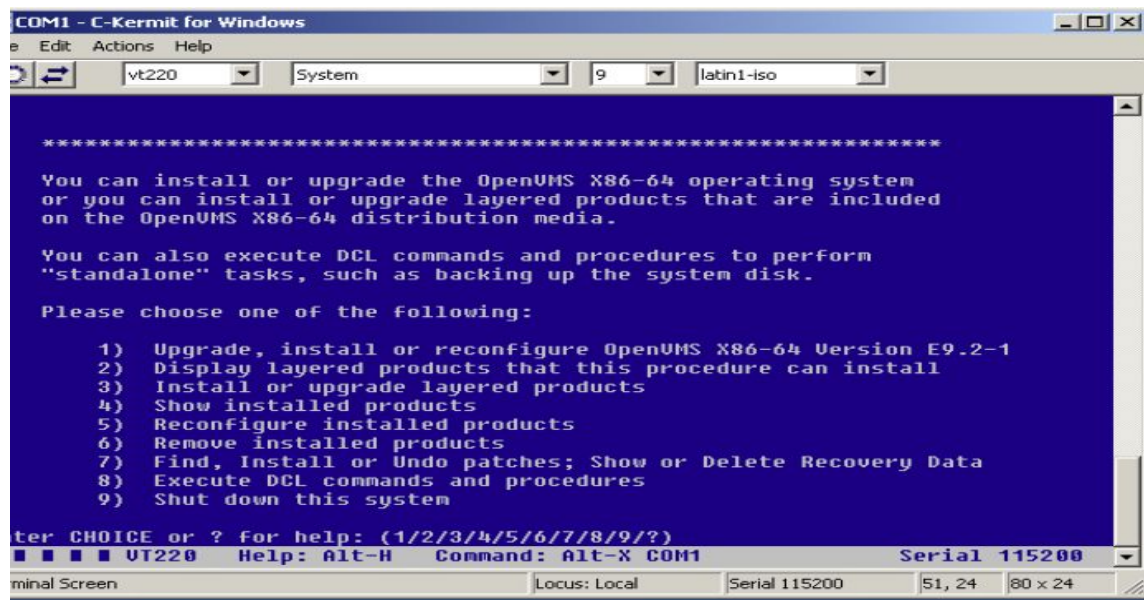 COM1 - C-Kermit for Windows
e Edit Actions Help
vt220 System 9 latin1-iso
****************************************************************
You can install or upgrade the OpenVMS X86-64 operating system
or you can install or upgrade layered products that are included
on the OpenVMS X86-64 distribution media.
You can also execute DCL commands and procedures to perform
"standalone" tasks, such as backing up the system disk.
Please choose one of the following:
1) Upgrade, install or reconfigure OpenVMS X86-64 Version E9.2-1
2) Display layered products that this procedure can install
3) Install or upgrade layered products
4) Show installed products
5) Reconfigure installed products
6) Remove installed products
7) Find, Install or Undo patches; Show or Delete Recovery Data
8) Execute DCL commands and procedures
9) Shut down this system
ter CHOICE or ? for help: (1/2/3/4/5/6/7/8/9/?)
VT220 Help: Alt-H Command: Alt-X COM1 Serial 115200
minal Screen Locus: Local Serial 115200 51, 24 80 x 24